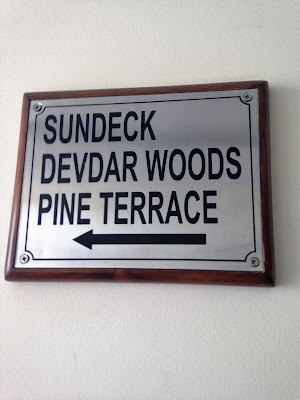 SUNDECK
DEVDAR WOODS
PINE TERRACE